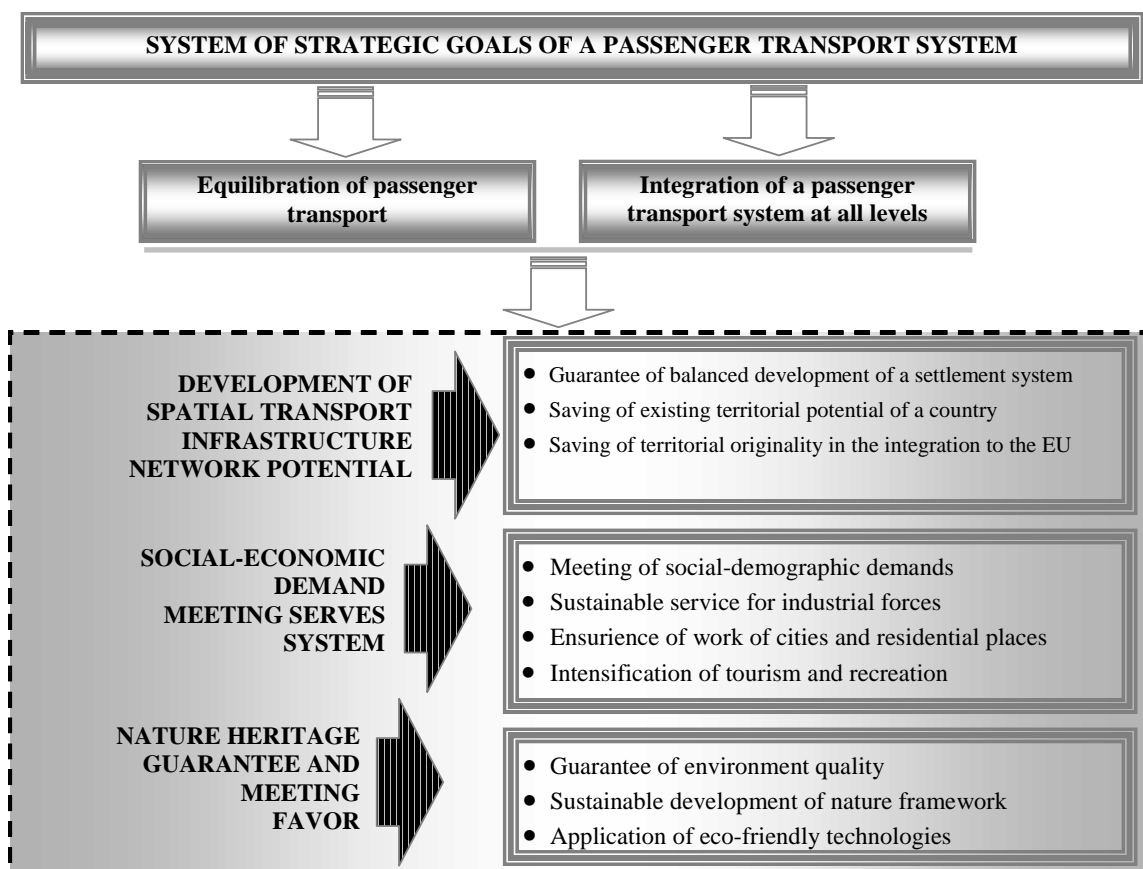 SYSTEM OF STRATEGIC GOALS OF A PASSENGER TRANSPORT SYSTEM
Equilibration of passenger
transport
Integration of a passenger
transport system at all levels
DEVELOPMENT OF
SPATIAL TRANSPORT
INFRASTRUCTURE
NETWORK POTENTIAL
• Guarantee of balanced development of a settlement system
• Saving of existing territorial potential of a country
• Saving of territorial originality in the integration to the EU
SOCIAL-ECONOMIC
DEMAND
MEETING SERVES
SYSTEM
• Meeting of social-demographic demands
• Sustainable service for industrial forces
• Ensurience of work of cities and residential places
• Intensification of tourism and recreation
NATURE HERITAGE
GUARANTEE AND
MEETING
FAVOR
• Guarantee of environment quality
• Sustainable development of nature framework
• Application of eco-friendly technologies